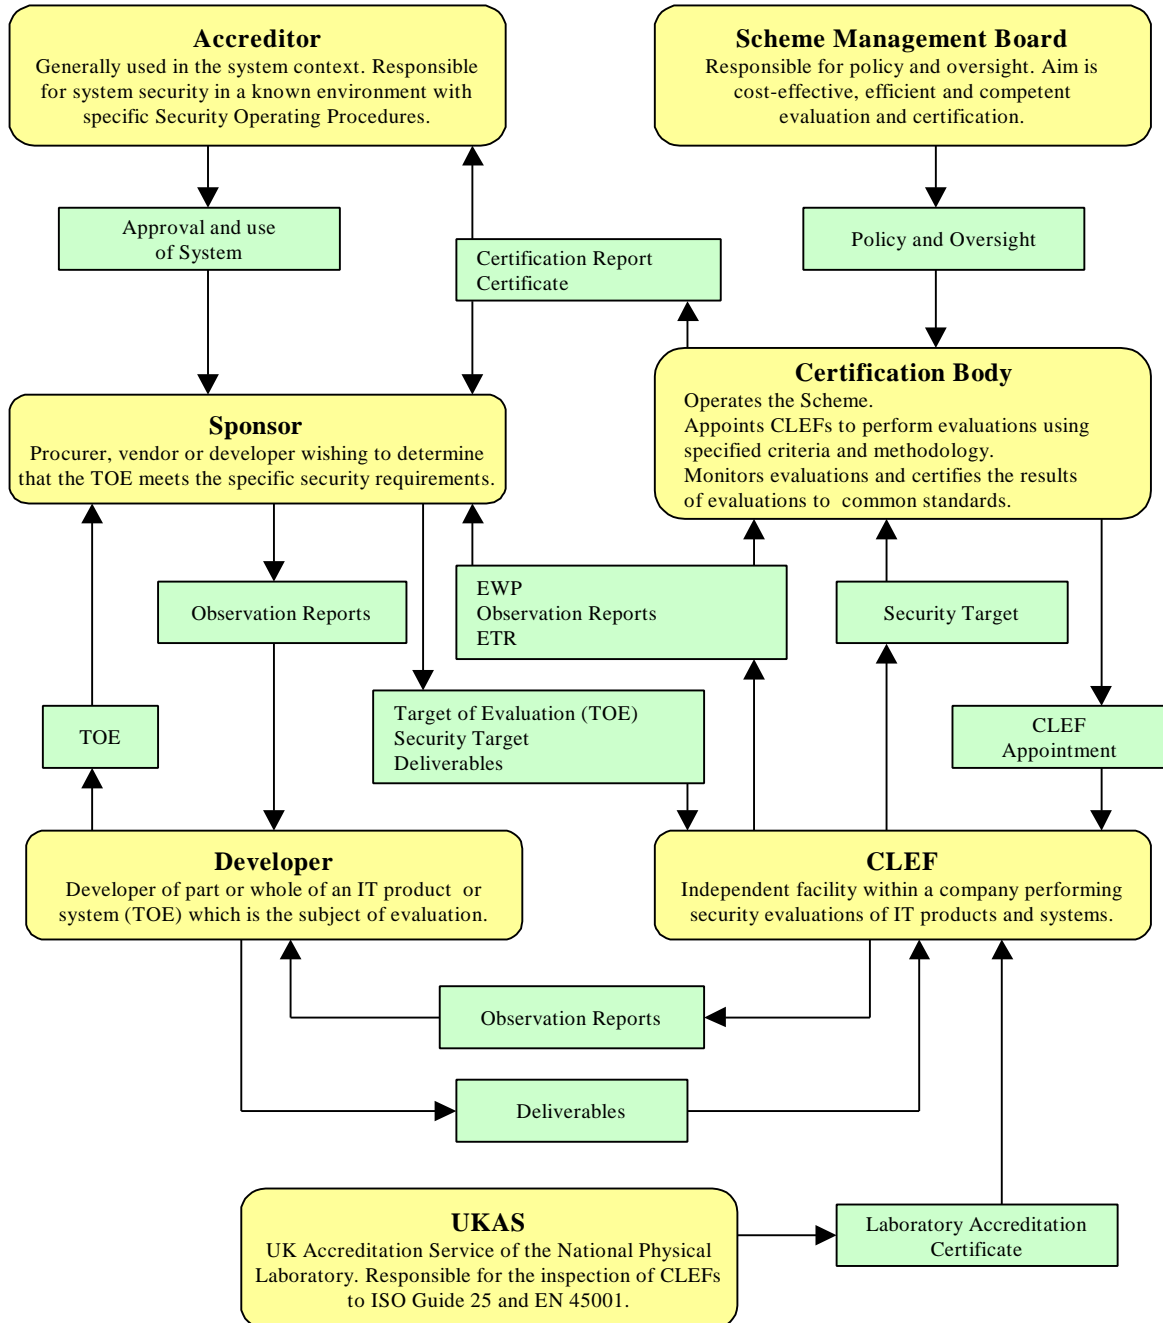 Accreditor
Generally used in the system context. Responsible
for system security in a known environment with
specific Security Operating Procedures.
Scheme Management Board
Responsible for policy and oversight. Aim is
cost-effective, efficient and competent
evaluation and certification.
Approval and use
of System
Certification Report
Certificate
Policy and Oversight
Sponsor
Procurer, vendor or developer wishing to determine
that the TOE meets the specific security requirements.
Certification Body
Operates the Scheme.
Appoints CLEFs to perform evaluations using
specified criteria and methodology.
Monitors evaluations and certifies the results
of evaluations to common standards.
Observation Reports
EWP
Observation Reports
ETR
Security Target
TOE
Target of Evaluation (TOE)
Security Target
Deliverables
CLEF
Appointment
Developer
Developer of part or whole of an IT product or
system (TOE) which is the subject of evaluation.
CLEF
Independent facility within a company performing
security evaluations of IT products and systems.
Observation Reports
Deliverables
UKAS
UK Accreditation Service of the National Physical
Laboratory. Responsible for the inspection of CLEFs
to ISO Guide 25 and EN 45001.
Laboratory Accreditation
Certificate